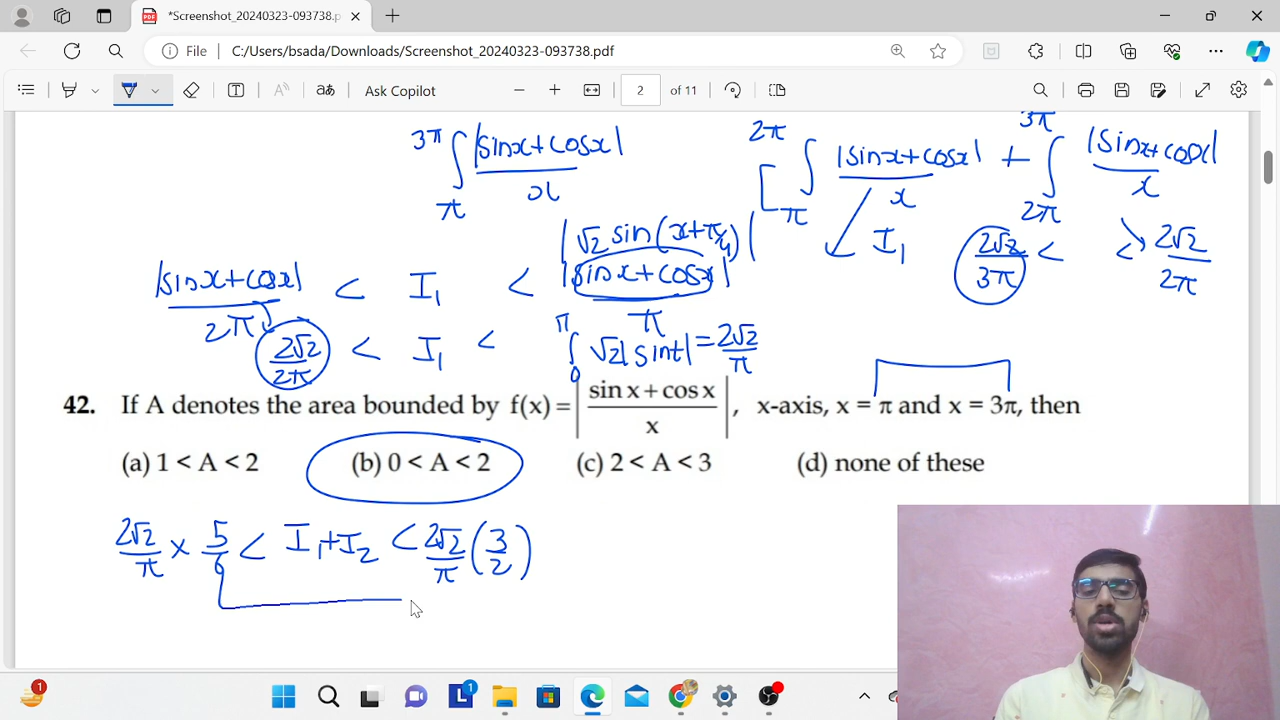 *Screenshot_20240323-093738.p
File C:/Users/bsada/Downloads/Screenshot_20240323-093738.pdf
Ask Copilot 2 of 11
3π ∫ π |sinx+cosx| / x
2π [ ∫ π |sinx+cosx| / x + 3π ∫ 2π |sinx+cosx| / x
I₁ 2√2/3π < < 2√2/2π
|√2 sin(x+π/4)|
|sinx+cosx| / 2π < I₁ < |sinx+cosx| / π
2√2/2π < I₁ < π ∫ 0 √2|sint| = 2√2/π
42. If A denotes the area bounded by f(x) = |sin x + cos x / x|, x-axis, x = π and x = 3π, then
(a) 1 < A < 2 (b) 0 < A < 2 (c) 2 < A < 3 (d) none of these
2√2/π × 5/6 < I₁+I₂ < 2√2/π (3/2)
1
1